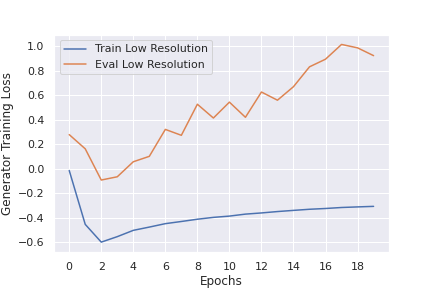 Train Low Resolution
Eval Low Resolution
Generator Training Loss
1.0
0.8
0.6
0.4
0.2
0.0
−0.2
−0.4
−0.6
0 2 4 6 8 10 12 14 16 18
Epochs